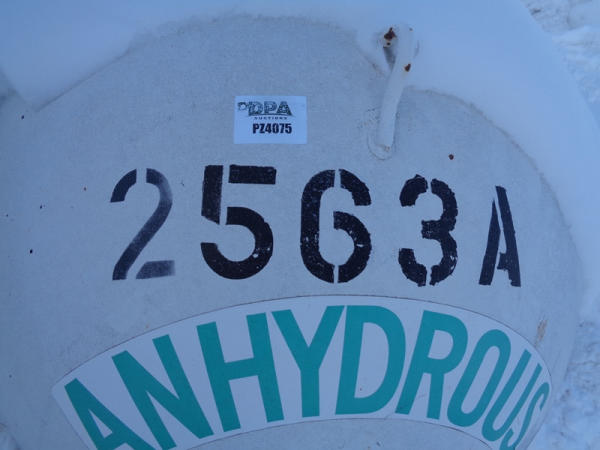 DPA
AUCTIONS
PZ4075
2563A
ANHYDROUS